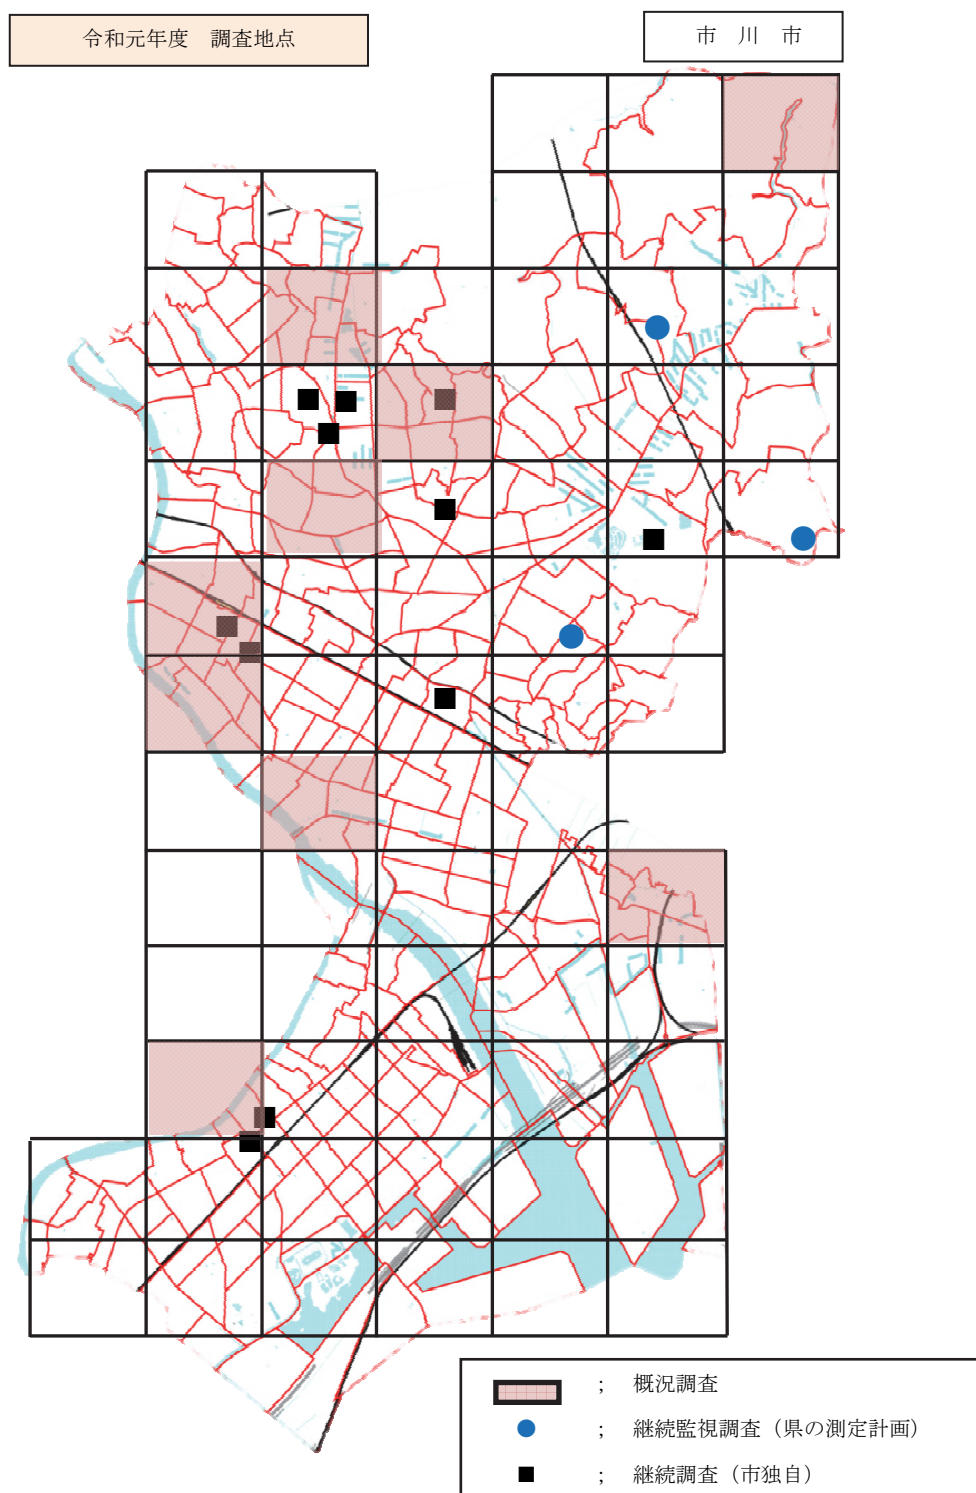 令和元年度　調査地点
市　川　市
；　概況調査
；　継続監視調査（県の測定計画）
；　継続調査（市独自）